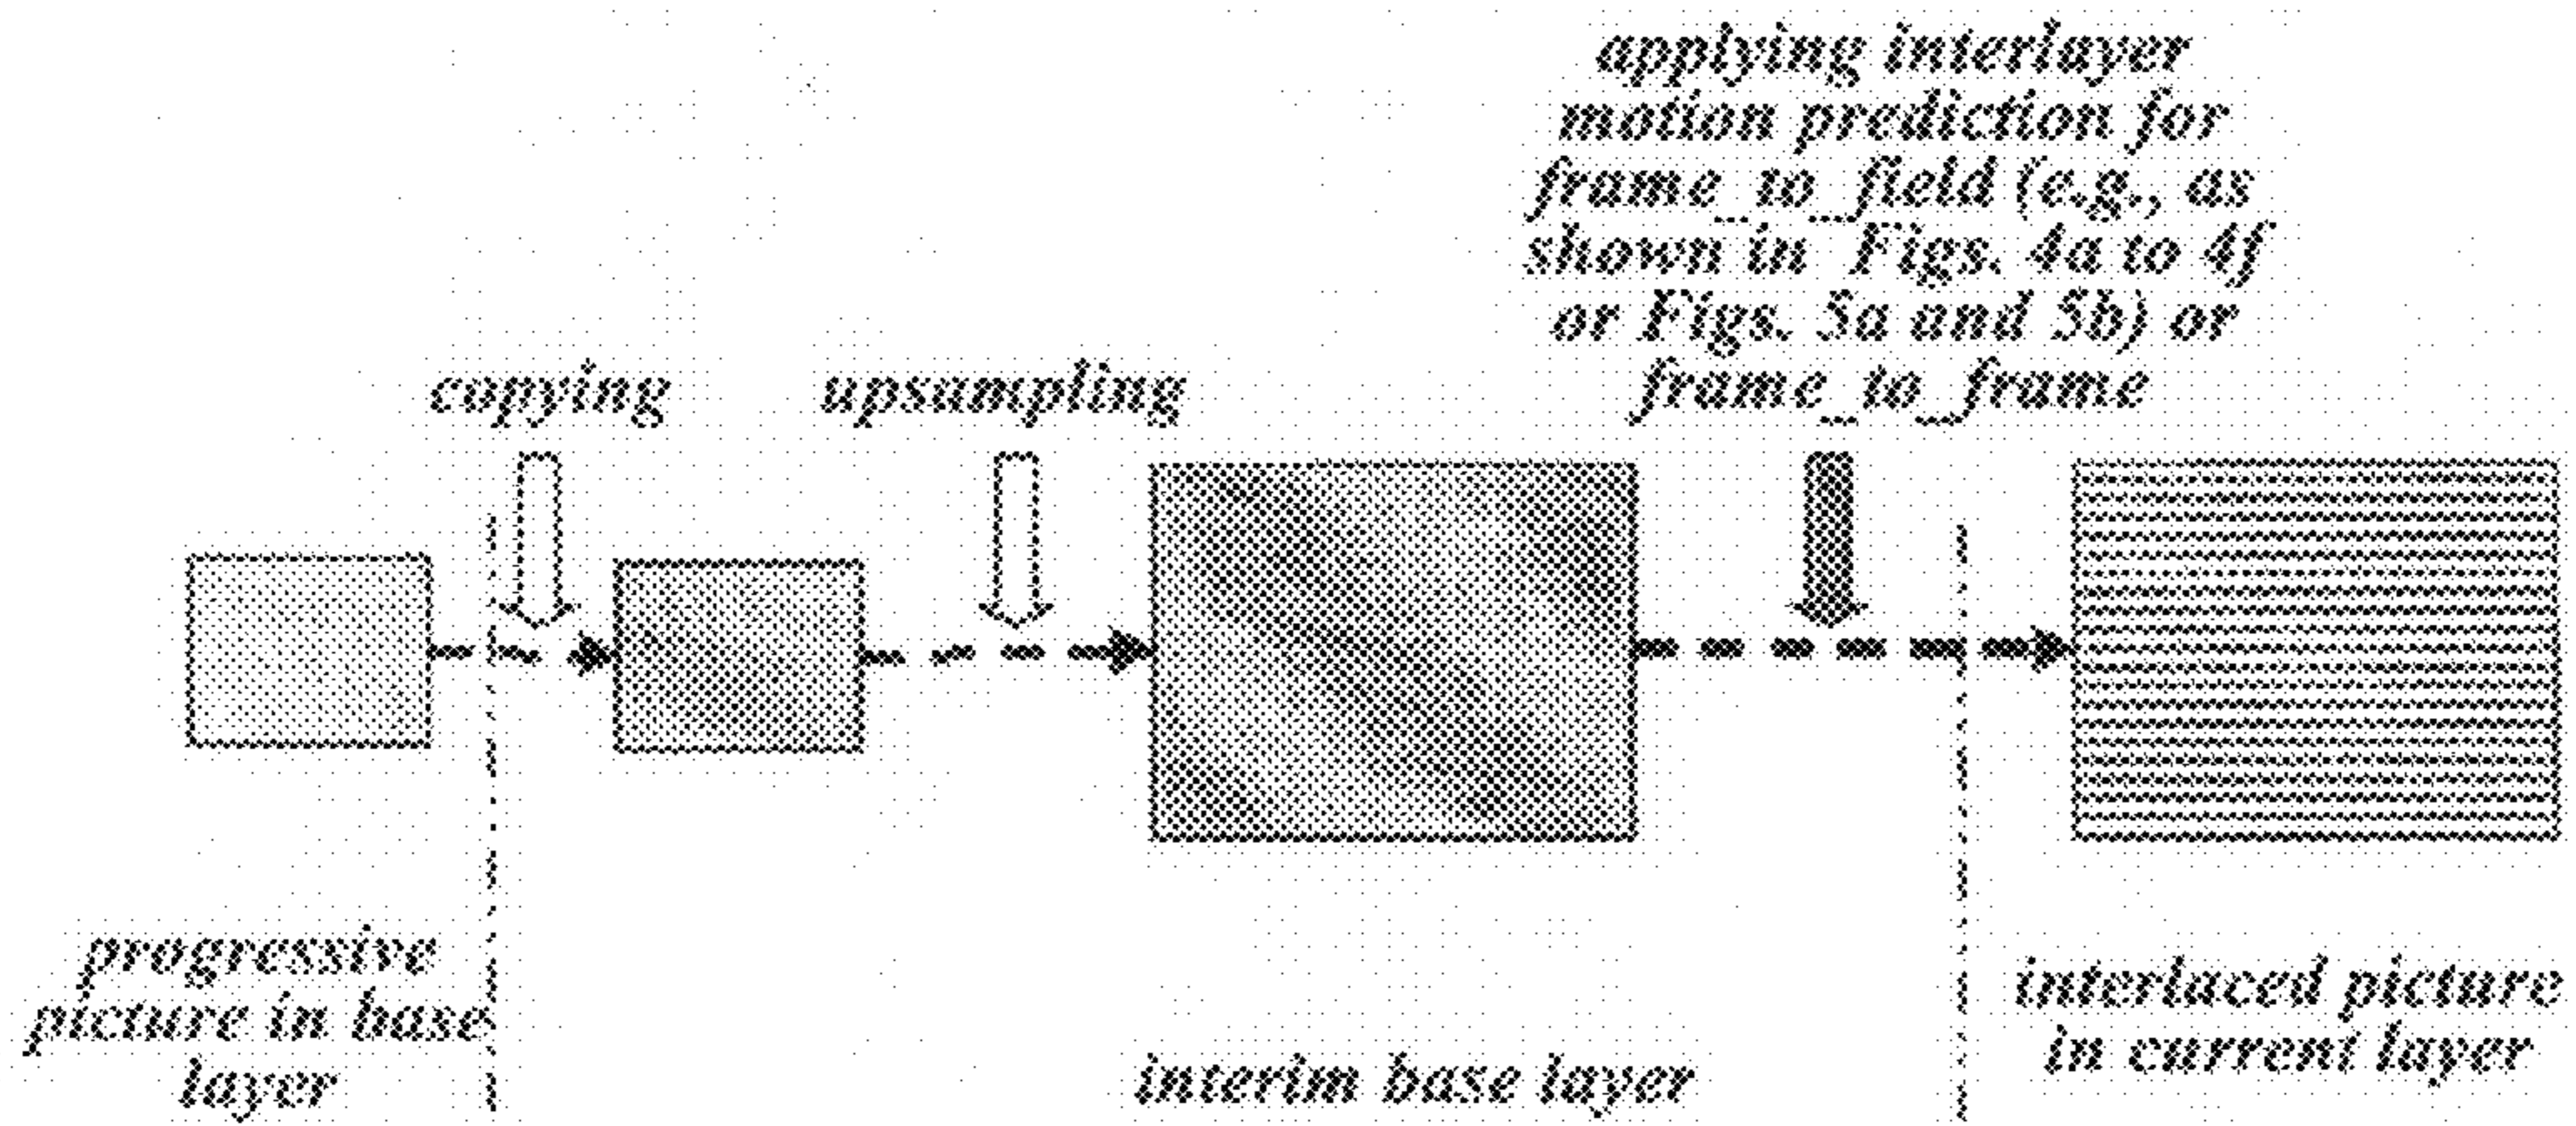 applying interlayer
motion prediction for
frame_to_field (e.g., as
shown in Figs. 4a to 4f
or Figs. 5a and 5b) or
frame_to_frame
copying
upsampling
progressive
picture in base
layer
interim base layer
interlaced picture
in current layer